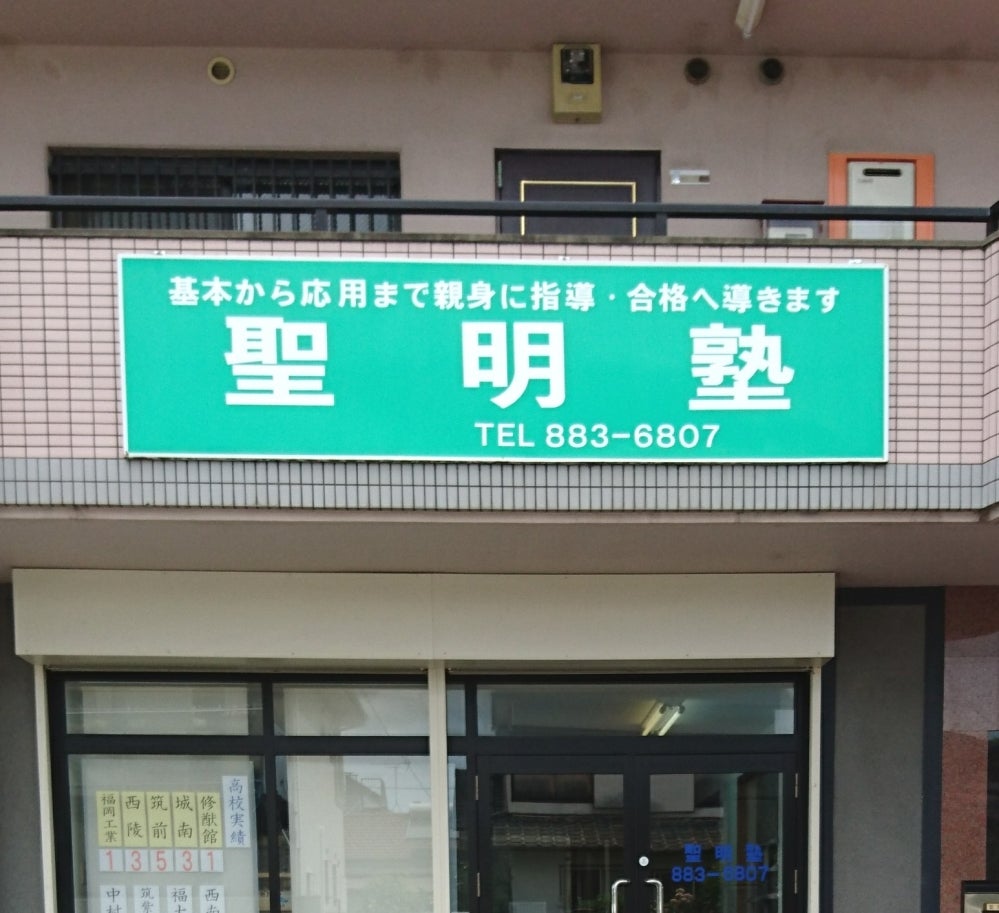 基本から応用まで親身に指導・合格へ導きます
聖明塾
TEL 883-6807
高校実績
修猷館 1
城南 3
筑前 5
西陵 3
福岡工業 1
聖明塾
883-6807